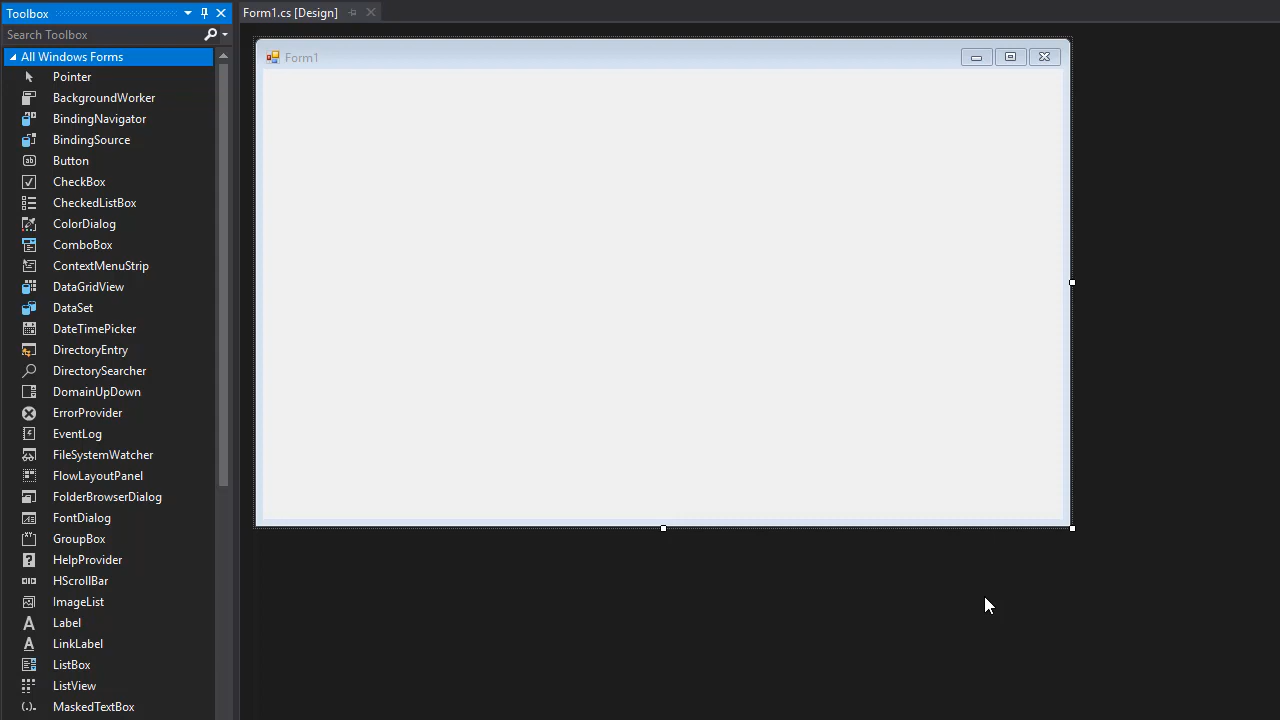 Toolbox
Form1.cs [Design]
Search Toolbox
All Windows Forms
Form1
Pointer
BackgroundWorker
BindingNavigator
BindingSource
Button
CheckBox
CheckedListBox
ColorDialog
ComboBox
ContextMenuStrip
DataGridView
DataSet
DateTimePicker
DirectoryEntry
DirectorySearcher
DomainUpDown
ErrorProvider
EventLog
FileSystemWatcher
FlowLayoutPanel
FolderBrowserDialog
FontDialog
GroupBox
HelpProvider
HScrollBar
ImageList
Label
LinkLabel
ListBox
ListView
MaskedTextBox